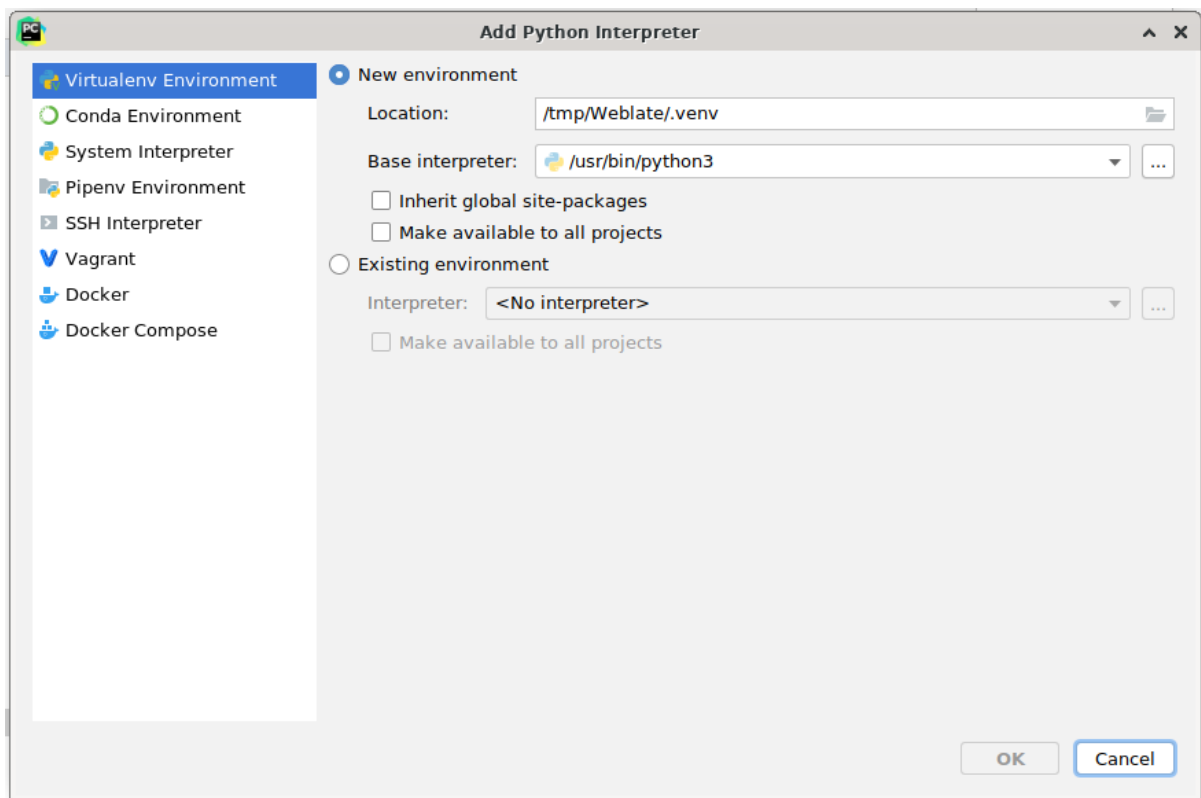 PC
Add Python Interpreter
Virtualenv Environment
Conda Environment
System Interpreter
Pipenv Environment
SSH Interpreter
Vagrant
Docker
Docker Compose
New environment
Location: /tmp/Weblate/.venv
Base interpreter: /usr/bin/python3 ...
Inherit global site-packages
Make available to all projects
Existing environment
Interpreter: <No interpreter> ...
Make available to all projects
OK Cancel